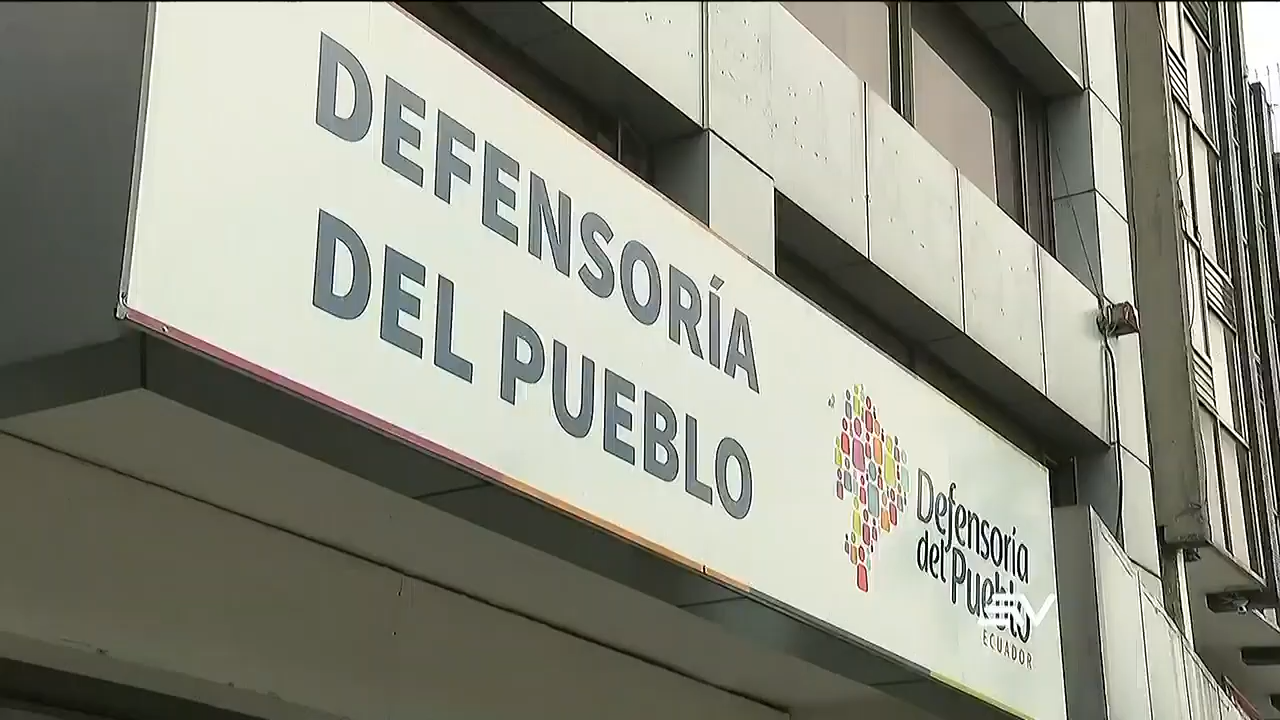 DEFENSORÍA
DEL PUEBLO
Defensoría
del Pueblo
ECUADOR